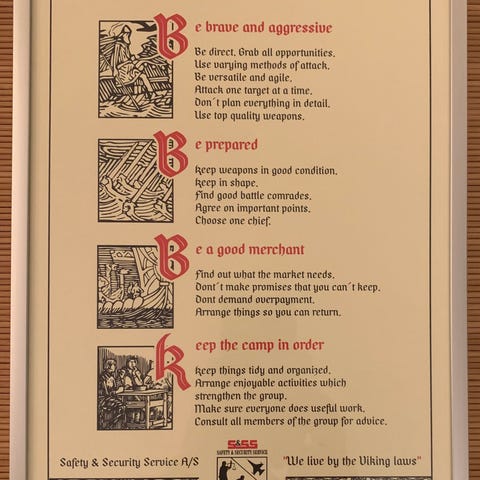 Be brave and aggressive
Be direct. Grab all opportunities.
Use varying methods of attack.
Be versatile and agile.
Attack one target at a time.
Don´t plan everything in detail.
Use top quality weapons.
Be prepared
Keep weapons in good condition.
Keep in shape.
Find good battle comrades.
Agree on important points.
Choose one chief.
Be a good merchant
Find out what the market needs.
Don´t make promises that you can´t keep.
Dont demand overpayment.
Arrange things so you can return.
Keep the camp in order
Keep things tidy and organized.
Arrange enjoyable activities which
strengthen the group.
Make sure everyone does useful work.
Consult all members of the group for advice.
S&SS
SAFETY & SECURITY SERVICE
Safety & Security Service A/S
"We live by the Viking laws"